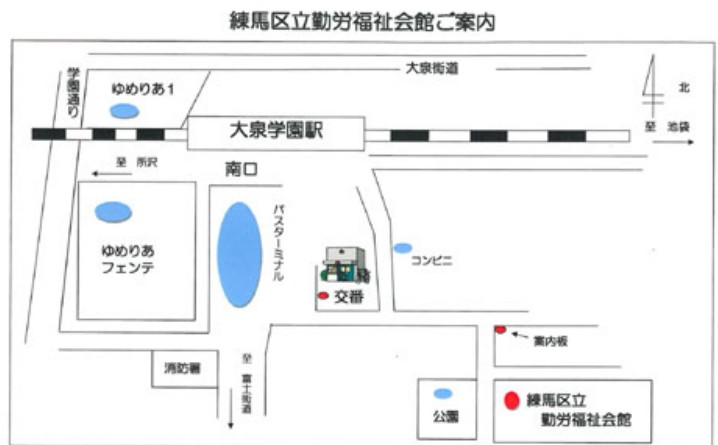 練馬区立勤労福祉会館ご案内
大泉街道
学園通り
ゆめりあ1
北
大泉学園駅
至 池袋
至 所沢
南口
バスターミナル
ゆめりあ
フェンテ
コンビニ
交番
案内板
消防署
至 富士街道
公園
練馬区立
勤労福祉会館